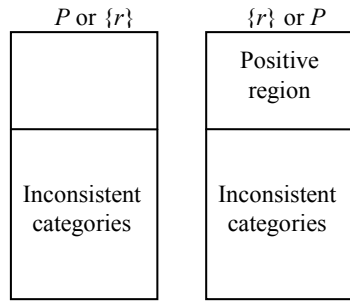 P or {r}
{r} or P
Positive
region
Inconsistent
categories
Inconsistent
categories